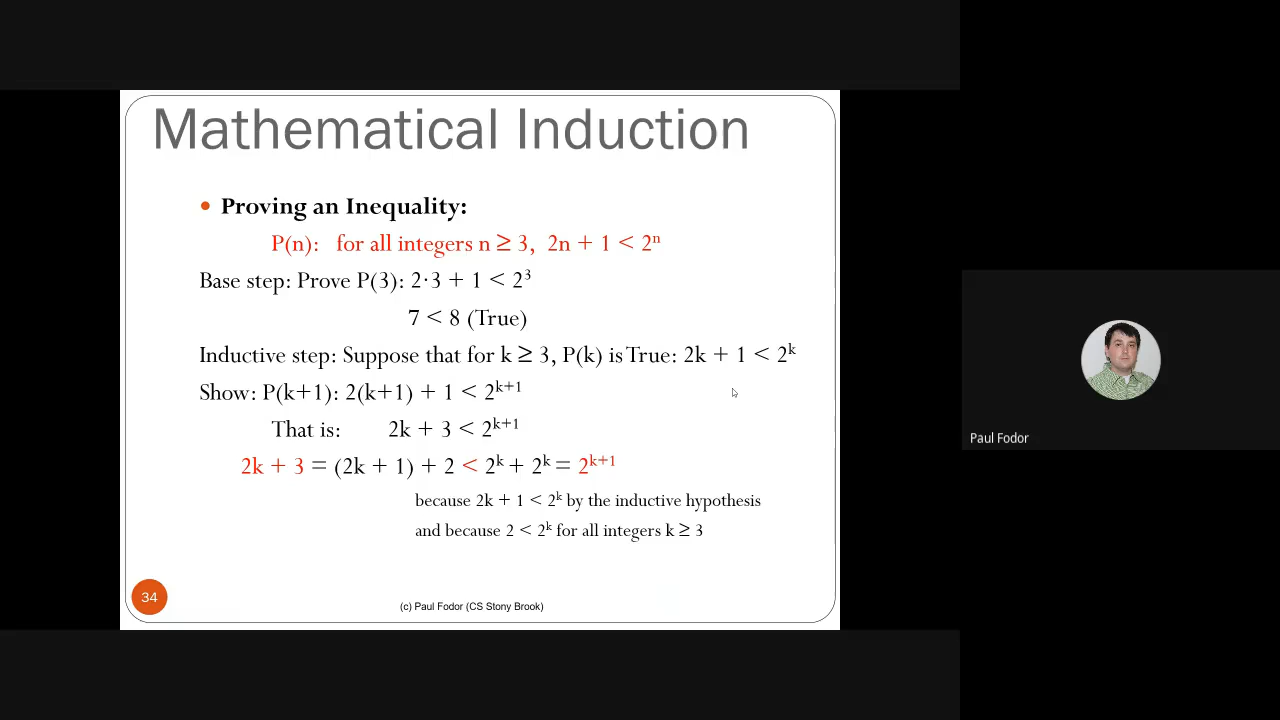 Mathematical Induction
• Proving an Inequality:
P(n): for all integers n ≥ 3, 2n + 1 < 2ⁿ
Base step: Prove P(3): 2·3 + 1 < 2³
7 < 8 (True)
Inductive step: Suppose that for k ≥ 3, P(k) is True: 2k + 1 < 2ᵏ
Show: P(k+1): 2(k+1) + 1 < 2ᵏ⁺¹
That is: 2k + 3 < 2ᵏ⁺¹
2k + 3 = (2k + 1) + 2 < 2ᵏ + 2ᵏ = 2ᵏ⁺¹
because 2k + 1 < 2ᵏ by the inductive hypothesis
and because 2 < 2ᵏ for all integers k ≥ 3
34
(c) Paul Fodor (CS Stony Brook)
Paul Fodor